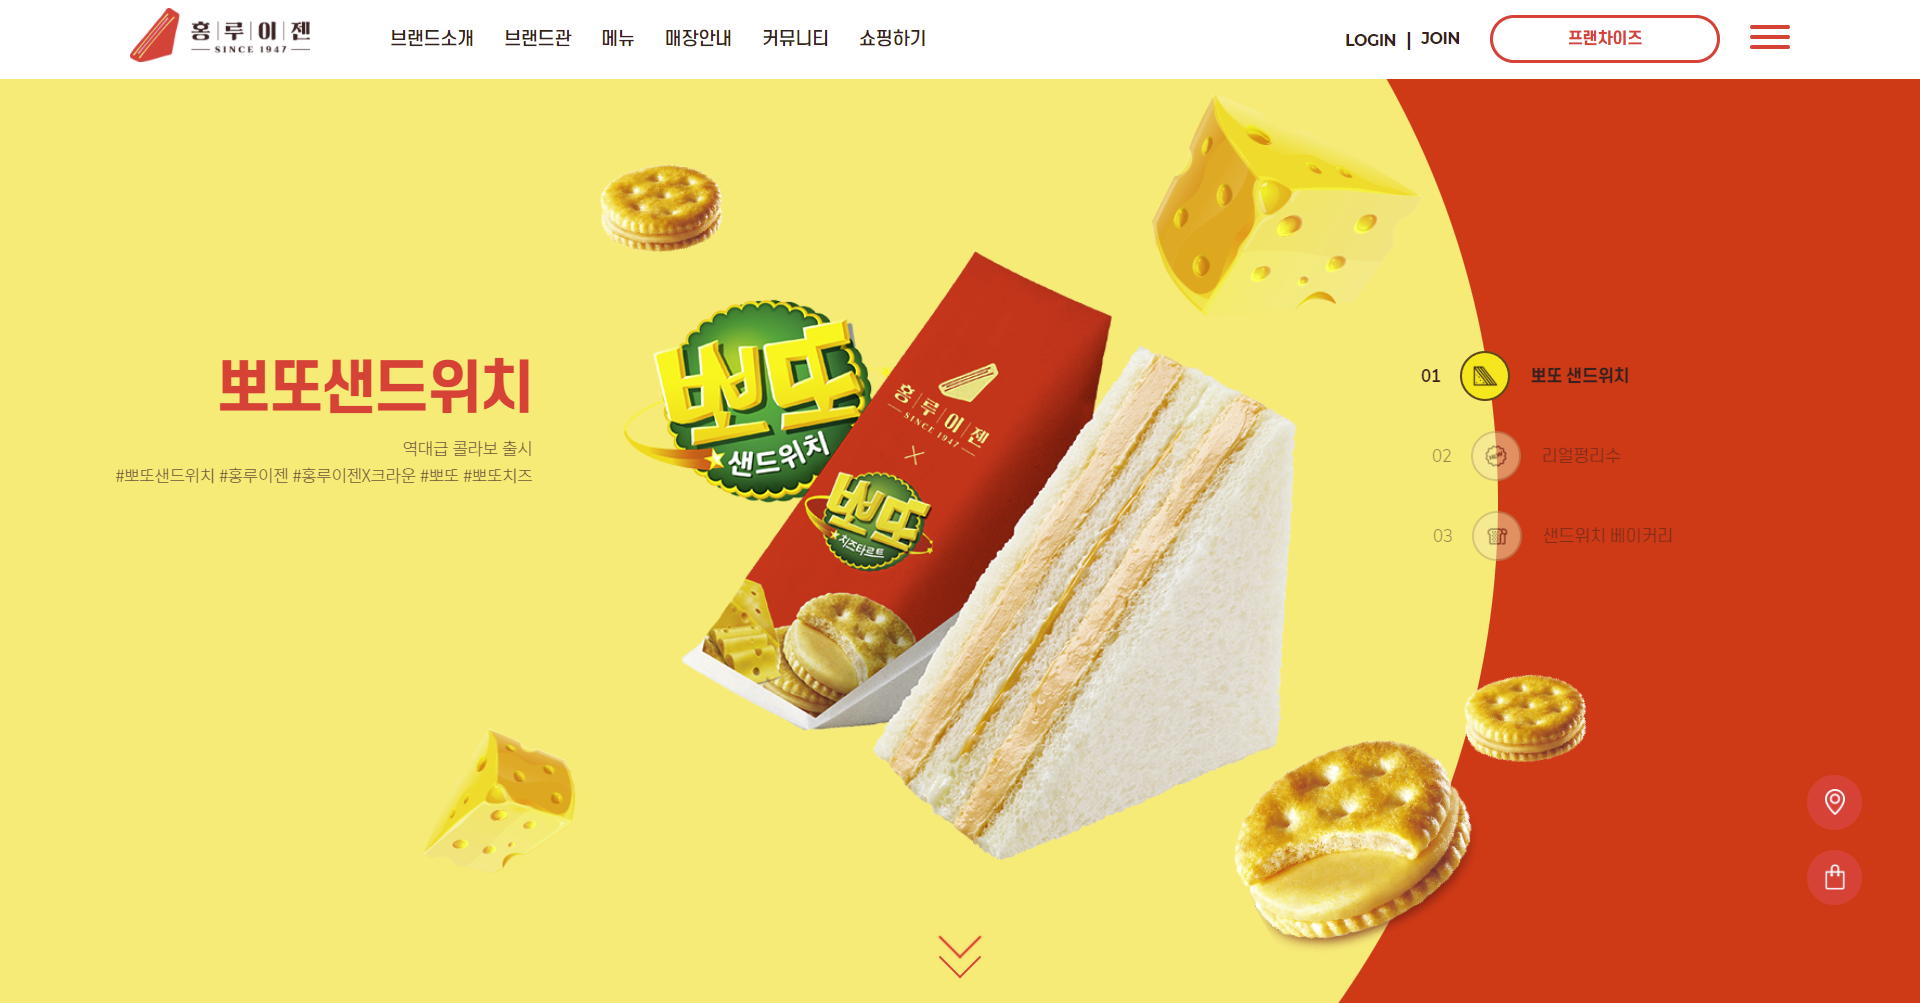 홍루이젠
SINCE 1947
브랜드소개 브랜드관 메뉴 매장안내 커뮤니티 쇼핑하기
LOGIN | JOIN
프랜차이즈
뽀또샌드위치
역대급 콜라보 출시
#뽀또샌드위치 #홍루이젠 #홍루이젠X크라운 #뽀또 #뽀또치즈
뽀또
샌드위치
홍루이젠
SINCE 1947
X
뽀또
치즈타르트
01 뽀또 샌드위치
02 리얼펑리수
03 샌드위치 베이커리